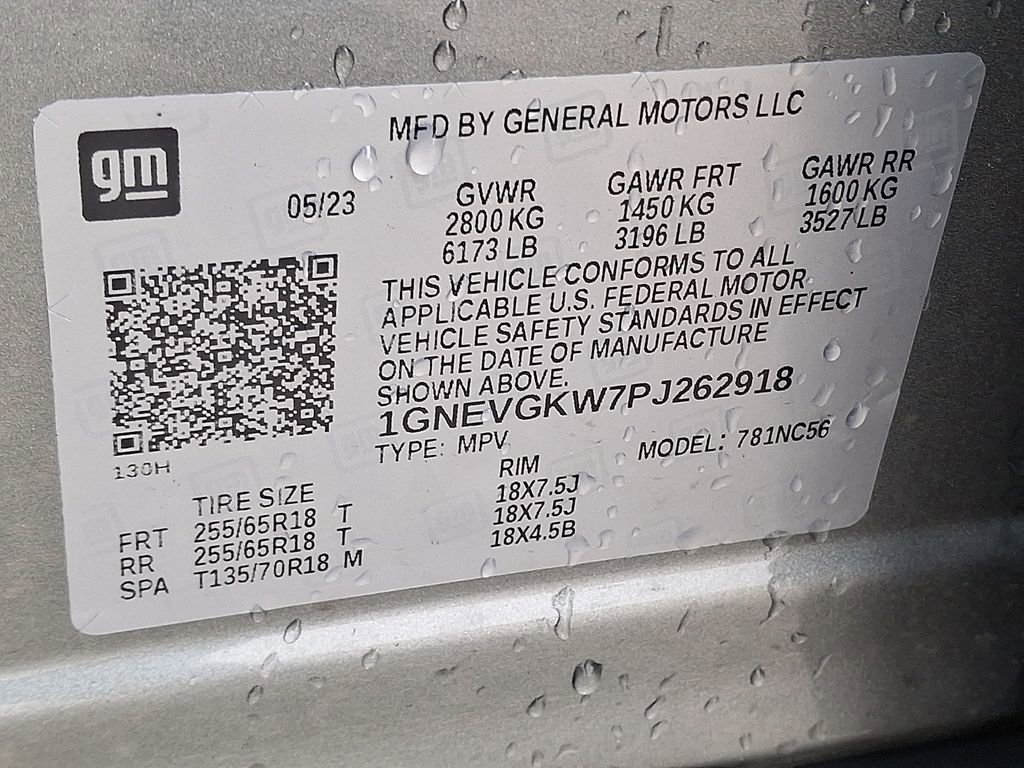 gm
MFD BY GENERAL MOTORS LLC
05/23
GVWR
2800 KG
6173 LB
GAWR FRT
1450 KG
3196 LB
GAWR RR
1600 KG
3527 LB
THIS VEHICLE CONFORMS TO ALL
APPLICABLE U.S. FEDERAL MOTOR
VEHICLE SAFETY STANDARDS IN EFFECT
ON THE DATE OF MANUFACTURE
SHOWN ABOVE.
1GNEVGKW7PJ262918
TYPE: MPV
MODEL: 781NC56
130H
TIRE SIZE RIM
FRT 255/65R18 T 18X7.5J
RR 255/65R18 T 18X7.5J
SPA T135/70R18 M 18X4.5B